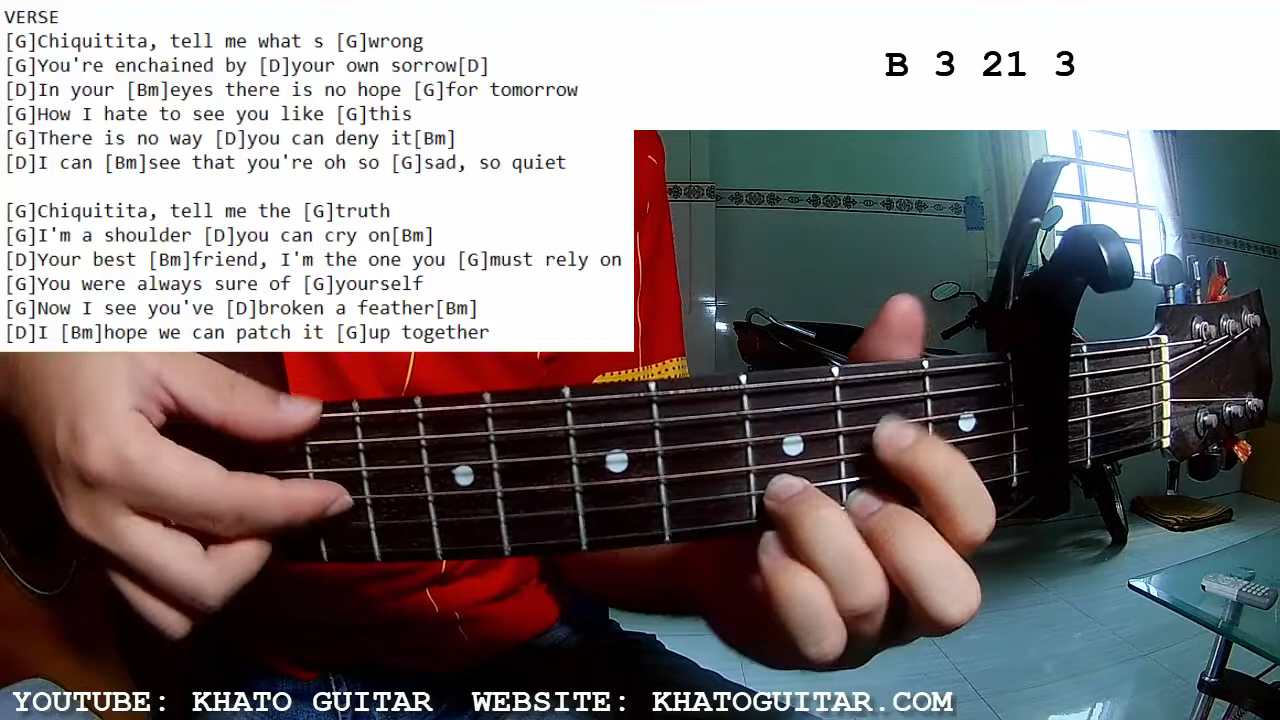 VERSE
[G]Chiquitita, tell me what s [G]wrong
[G]You're enchained by [D]your own sorrow[D]
[D]In your [Bm]eyes there is no hope [G]for tomorrow
[G]How I hate to see you like [G]this
[G]There is no way [D]you can deny it[Bm]
[D]I can [Bm]see that you're oh so [G]sad, so quiet
[G]Chiquitita, tell me the [G]truth
[G]I'm a shoulder [D]you can cry on[Bm]
[D]Your best [Bm]friend, I'm the one you [G]must rely on
[G]You were always sure of [G]yourself
[G]Now I see you've [D]broken a feather[Bm]
[D]I [Bm]hope we can patch it [G]up together
B 3 21 3
YOUTUBE: KHATO GUITAR WEBSITE: KHATOGUITAR.COM